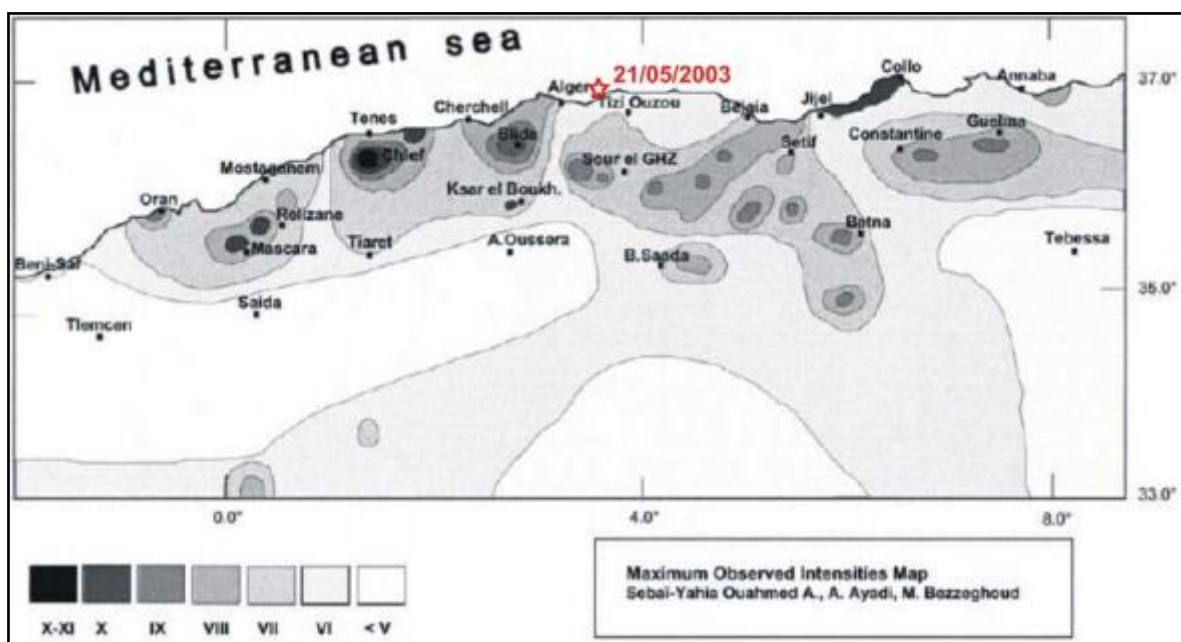 Mediterranean sea
21/05/2003
Collo
Annaba
37.0°
Alger
Tizi Ouzou
Cherchell
Bejaia
Jijel
Tenes
Blida
Constantine
Guelma
Chlef
Sour el GHZ
Setif
Mostaganem
Ksar el Boukh.
Oran
Relizane
Batna
Mascara
Tiaret
A.Oussera
B.Saada
Tebessa
Beni-Saf
35.0°
Saida
Tlemcen
33.0°
0.0°
4.0°
8.0°
Maximum Observed Intensities Map
Sebaï-Yahia Ouahmed A., A. Ayadi, M. Bezzeghoud
X-XI X IX VIII VII VI < V